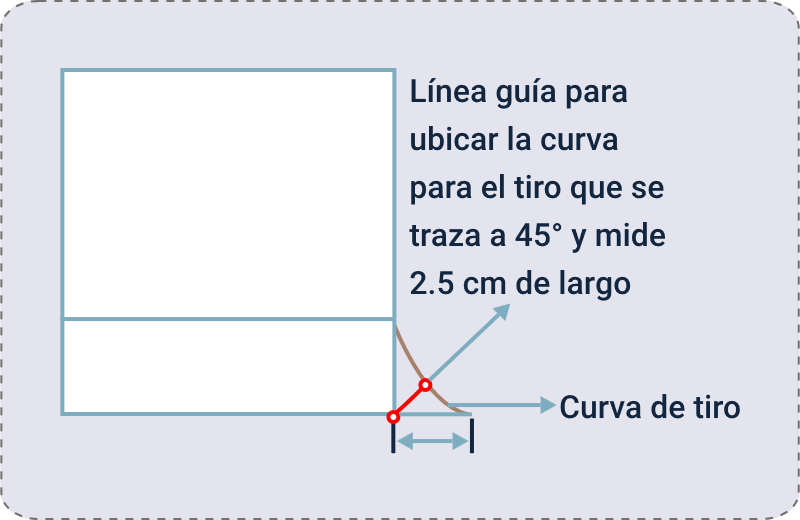 Línea guía para
ubicar la curva
para el tiro que se
traza a 45° y mide
2.5 cm de largo
Curva de tiro